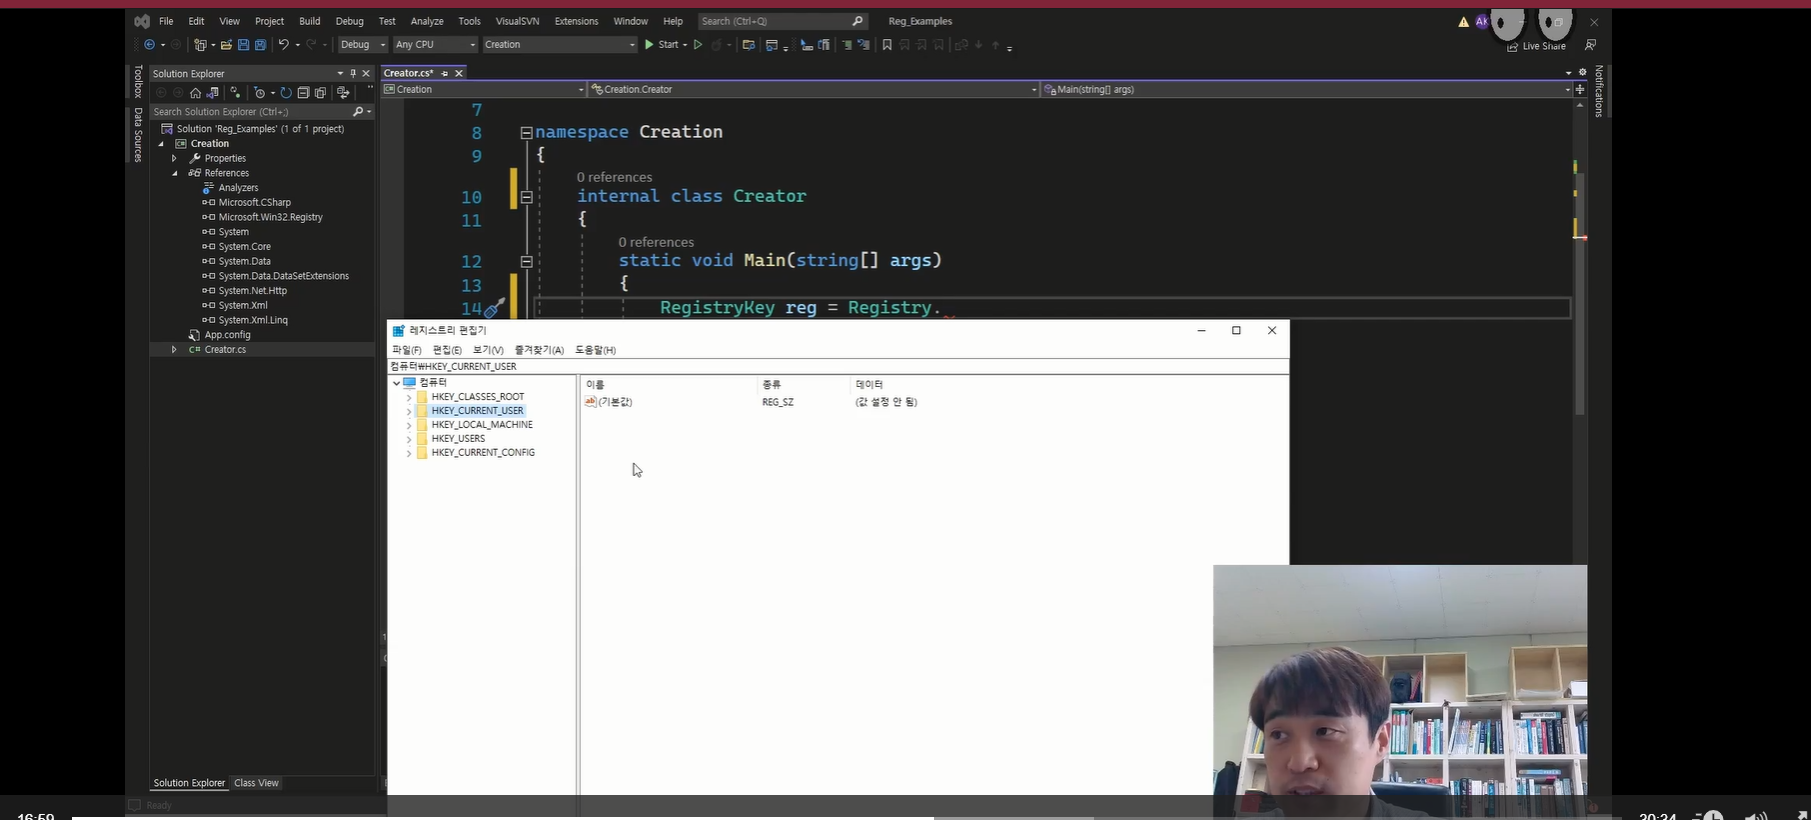 File Edit View Project Build Debug Test Analyze Tools VisualSVN Extensions Window Help Search (Ctrl+Q) Reg_Examples AK
Debug Any CPU Creation Start Live Share
Toolbox
Data Sources
Solution Explorer
Search Solution Explorer (Ctrl+;)
Solution 'Reg_Examples' (1 of 1 project)
Creation
Properties
References
Analyzers
Microsoft.CSharp
Microsoft.Win32.Registry
System
System.Core
System.Data
System.Data.DataSetExtensions
System.Net.Http
System.Xml
System.Xml.Linq
App.config
C# Creator.cs
Solution Explorer Class View
Ready
Creator.cs*
Creation Creation.Creator Main(string[] args)
Notifications
7
8 namespace Creation
9 {
0 references
10 internal class Creator
11 {
0 references
12 static void Main(string[] args)
13 {
14 RegistryKey reg = Registry.
레지스트리 편집기
파일(F) 편집(E) 보기(V) 즐겨찾기(A) 도움말(H)
컴퓨터₩HKEY_CURRENT_USER
컴퓨터
HKEY_CLASSES_ROOT
HKEY_CURRENT_USER
HKEY_LOCAL_MACHINE
HKEY_USERS
HKEY_CURRENT_CONFIG
이름 종류 데이터
ab (기본값) REG_SZ (값 설정 안 됨)
16:59 20:24